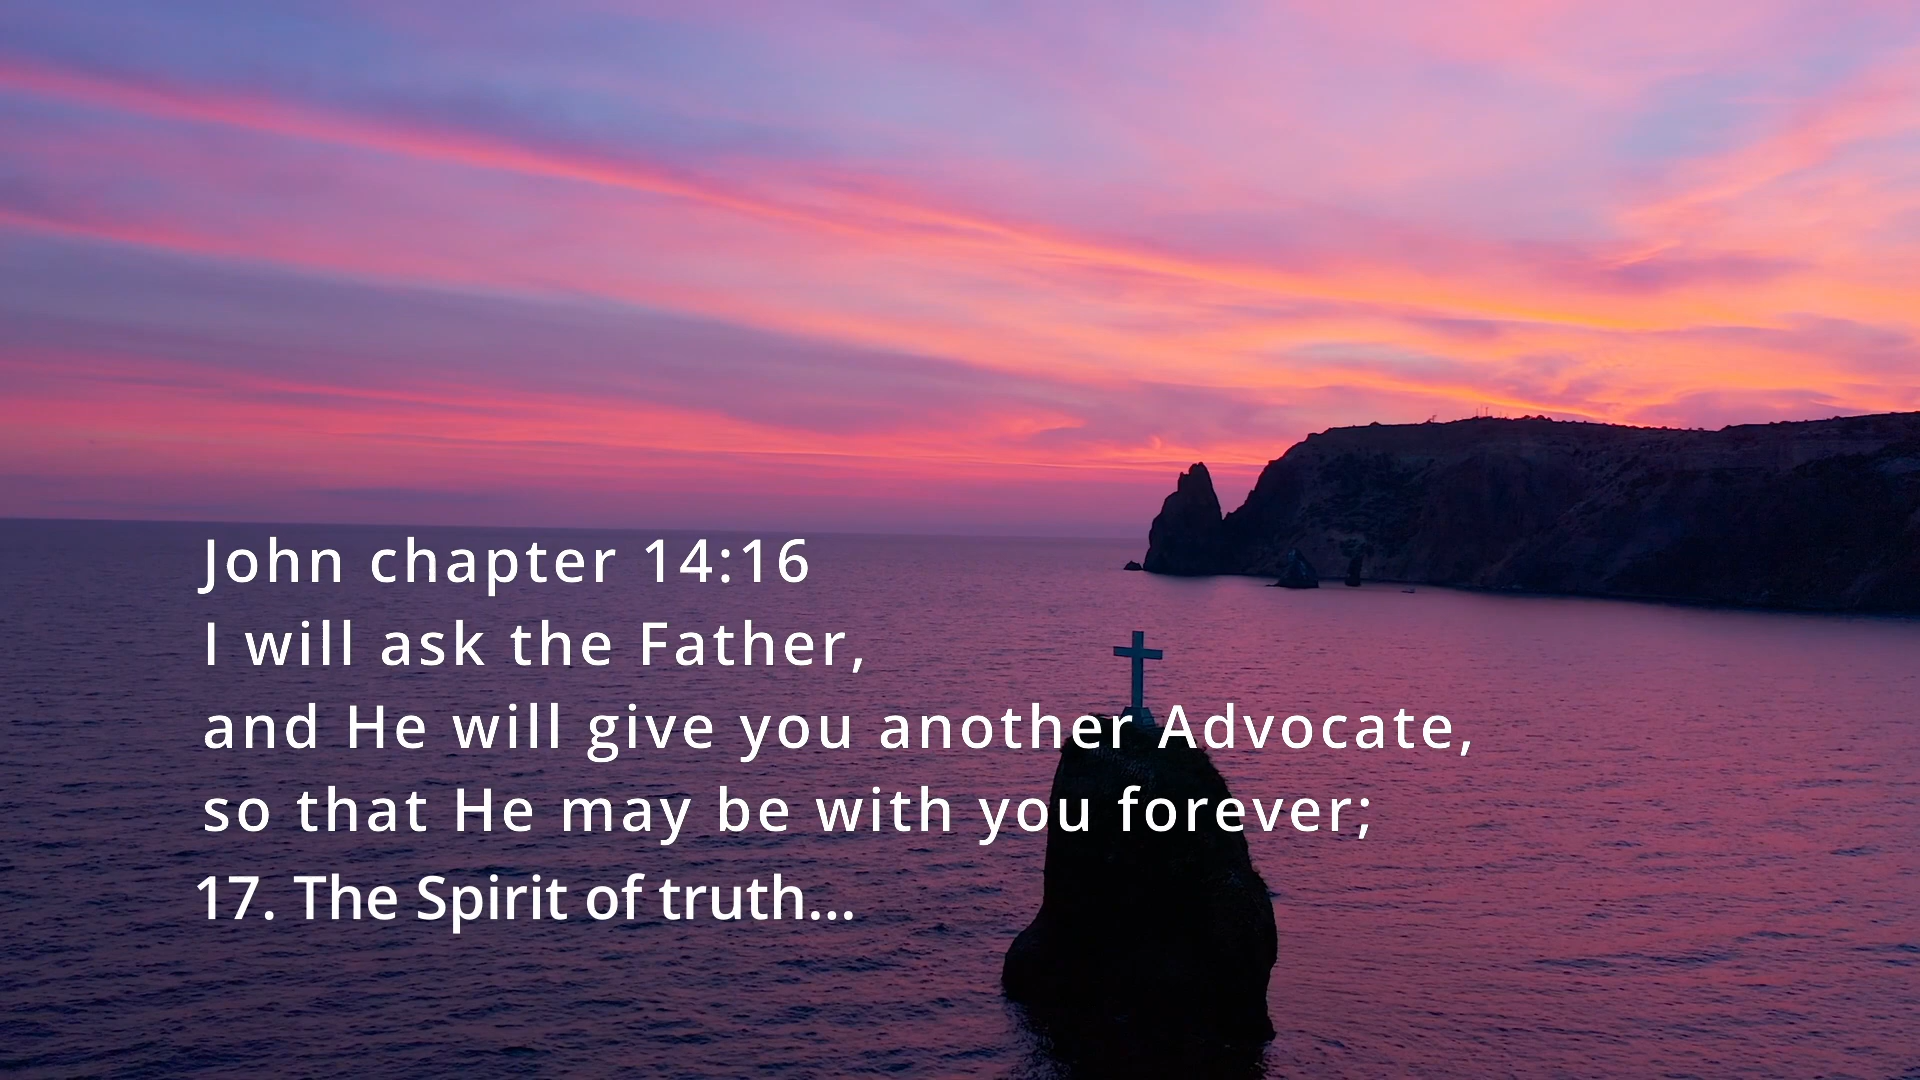 John chapter 14:16
I will ask the Father,
and He will give you another Advocate,
so that He may be with you forever;
17. The Spirit of truth...